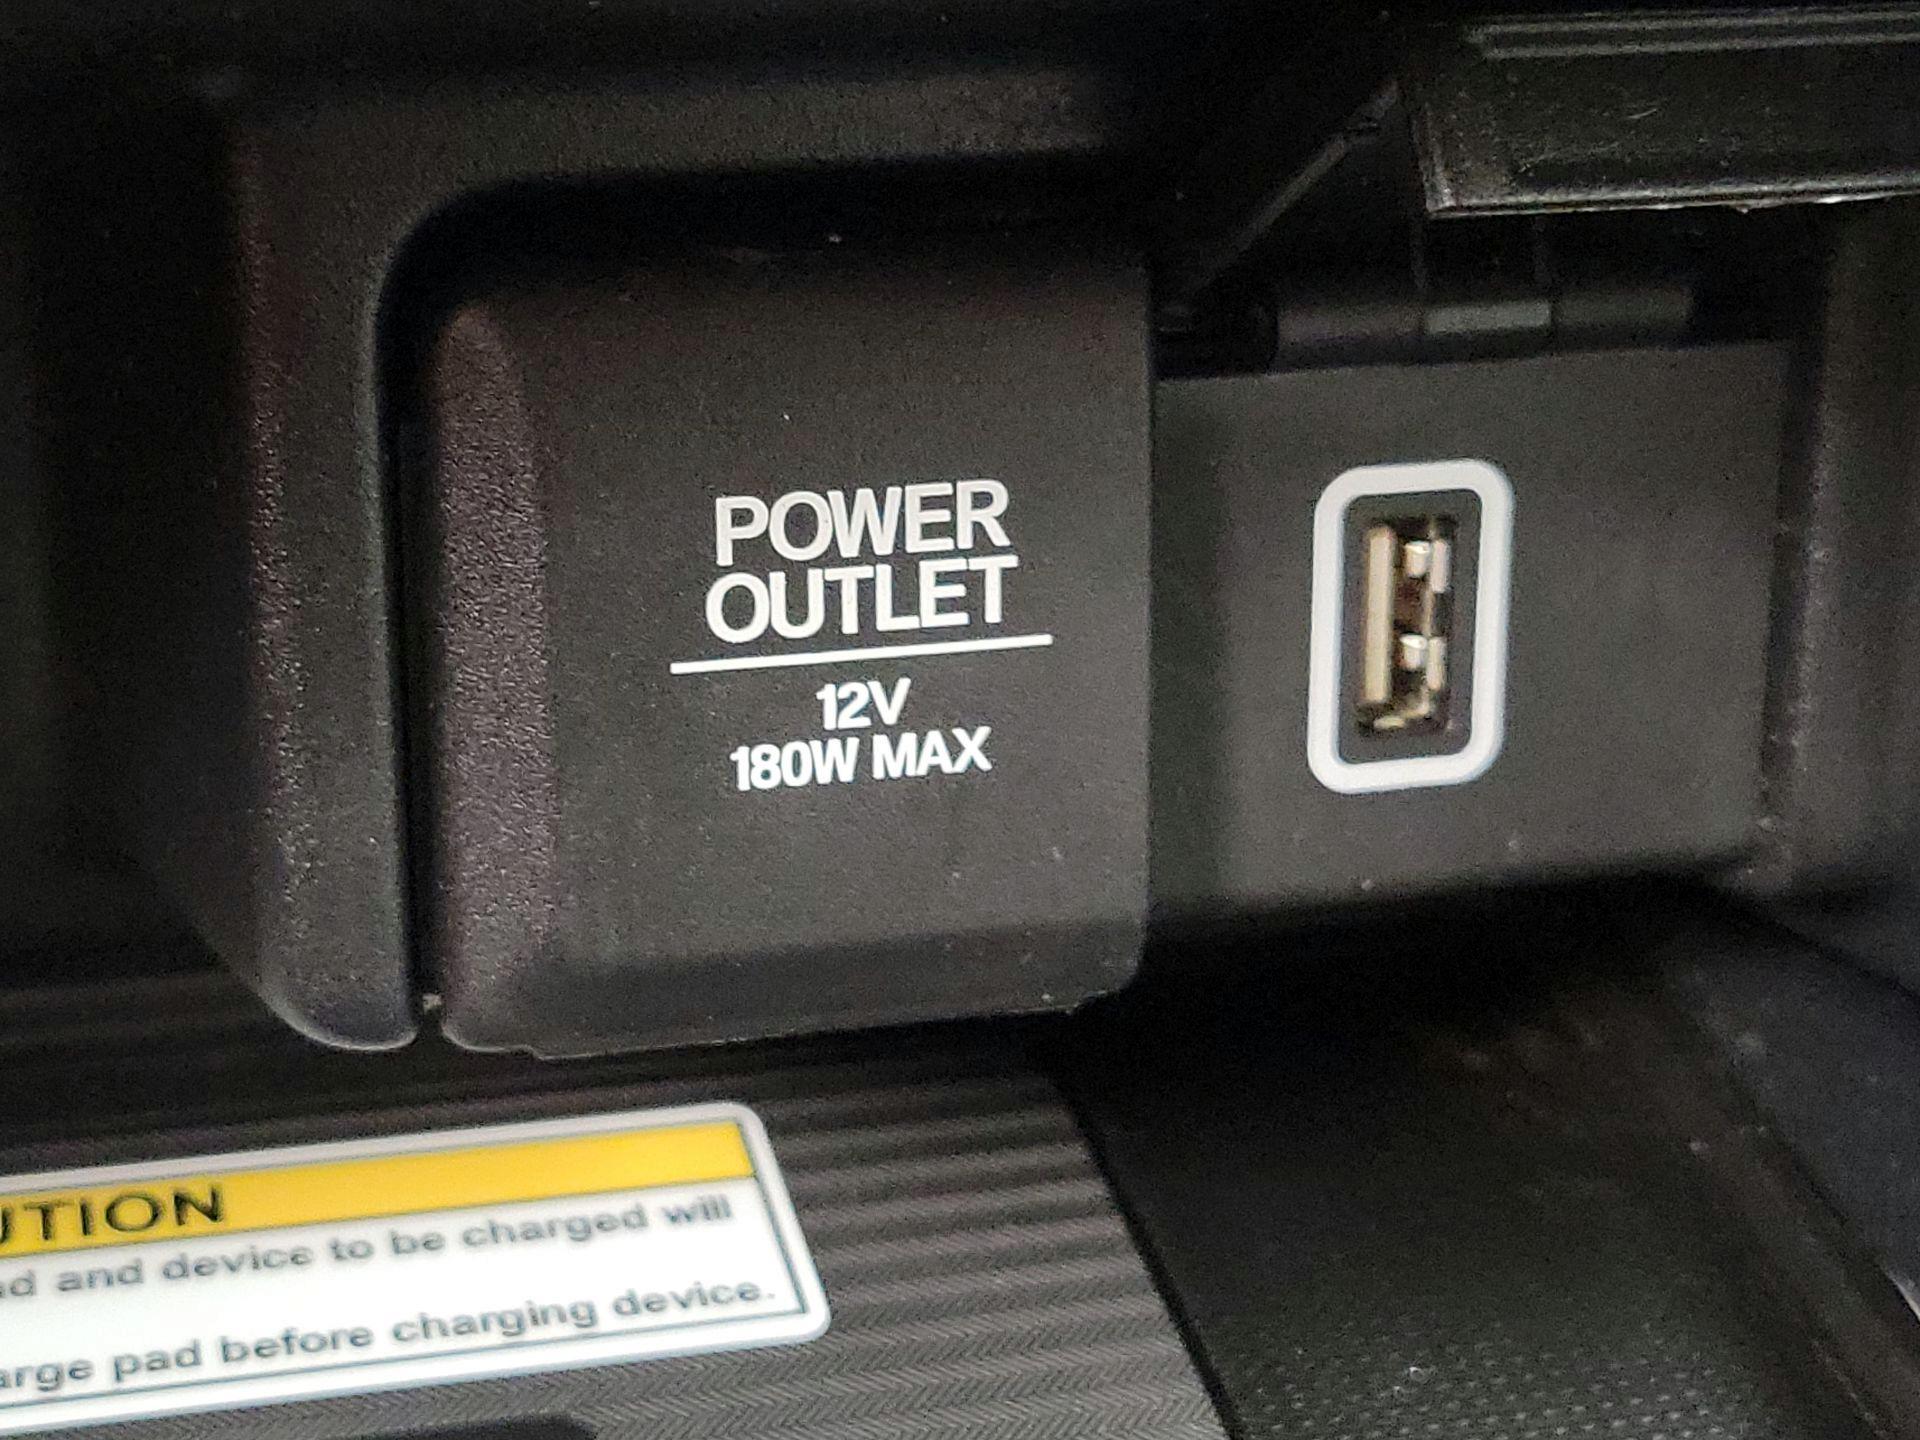 POWER
OUTLET
12V
180W MAX
UTION
and device to be charged will
arge pad before charging device.